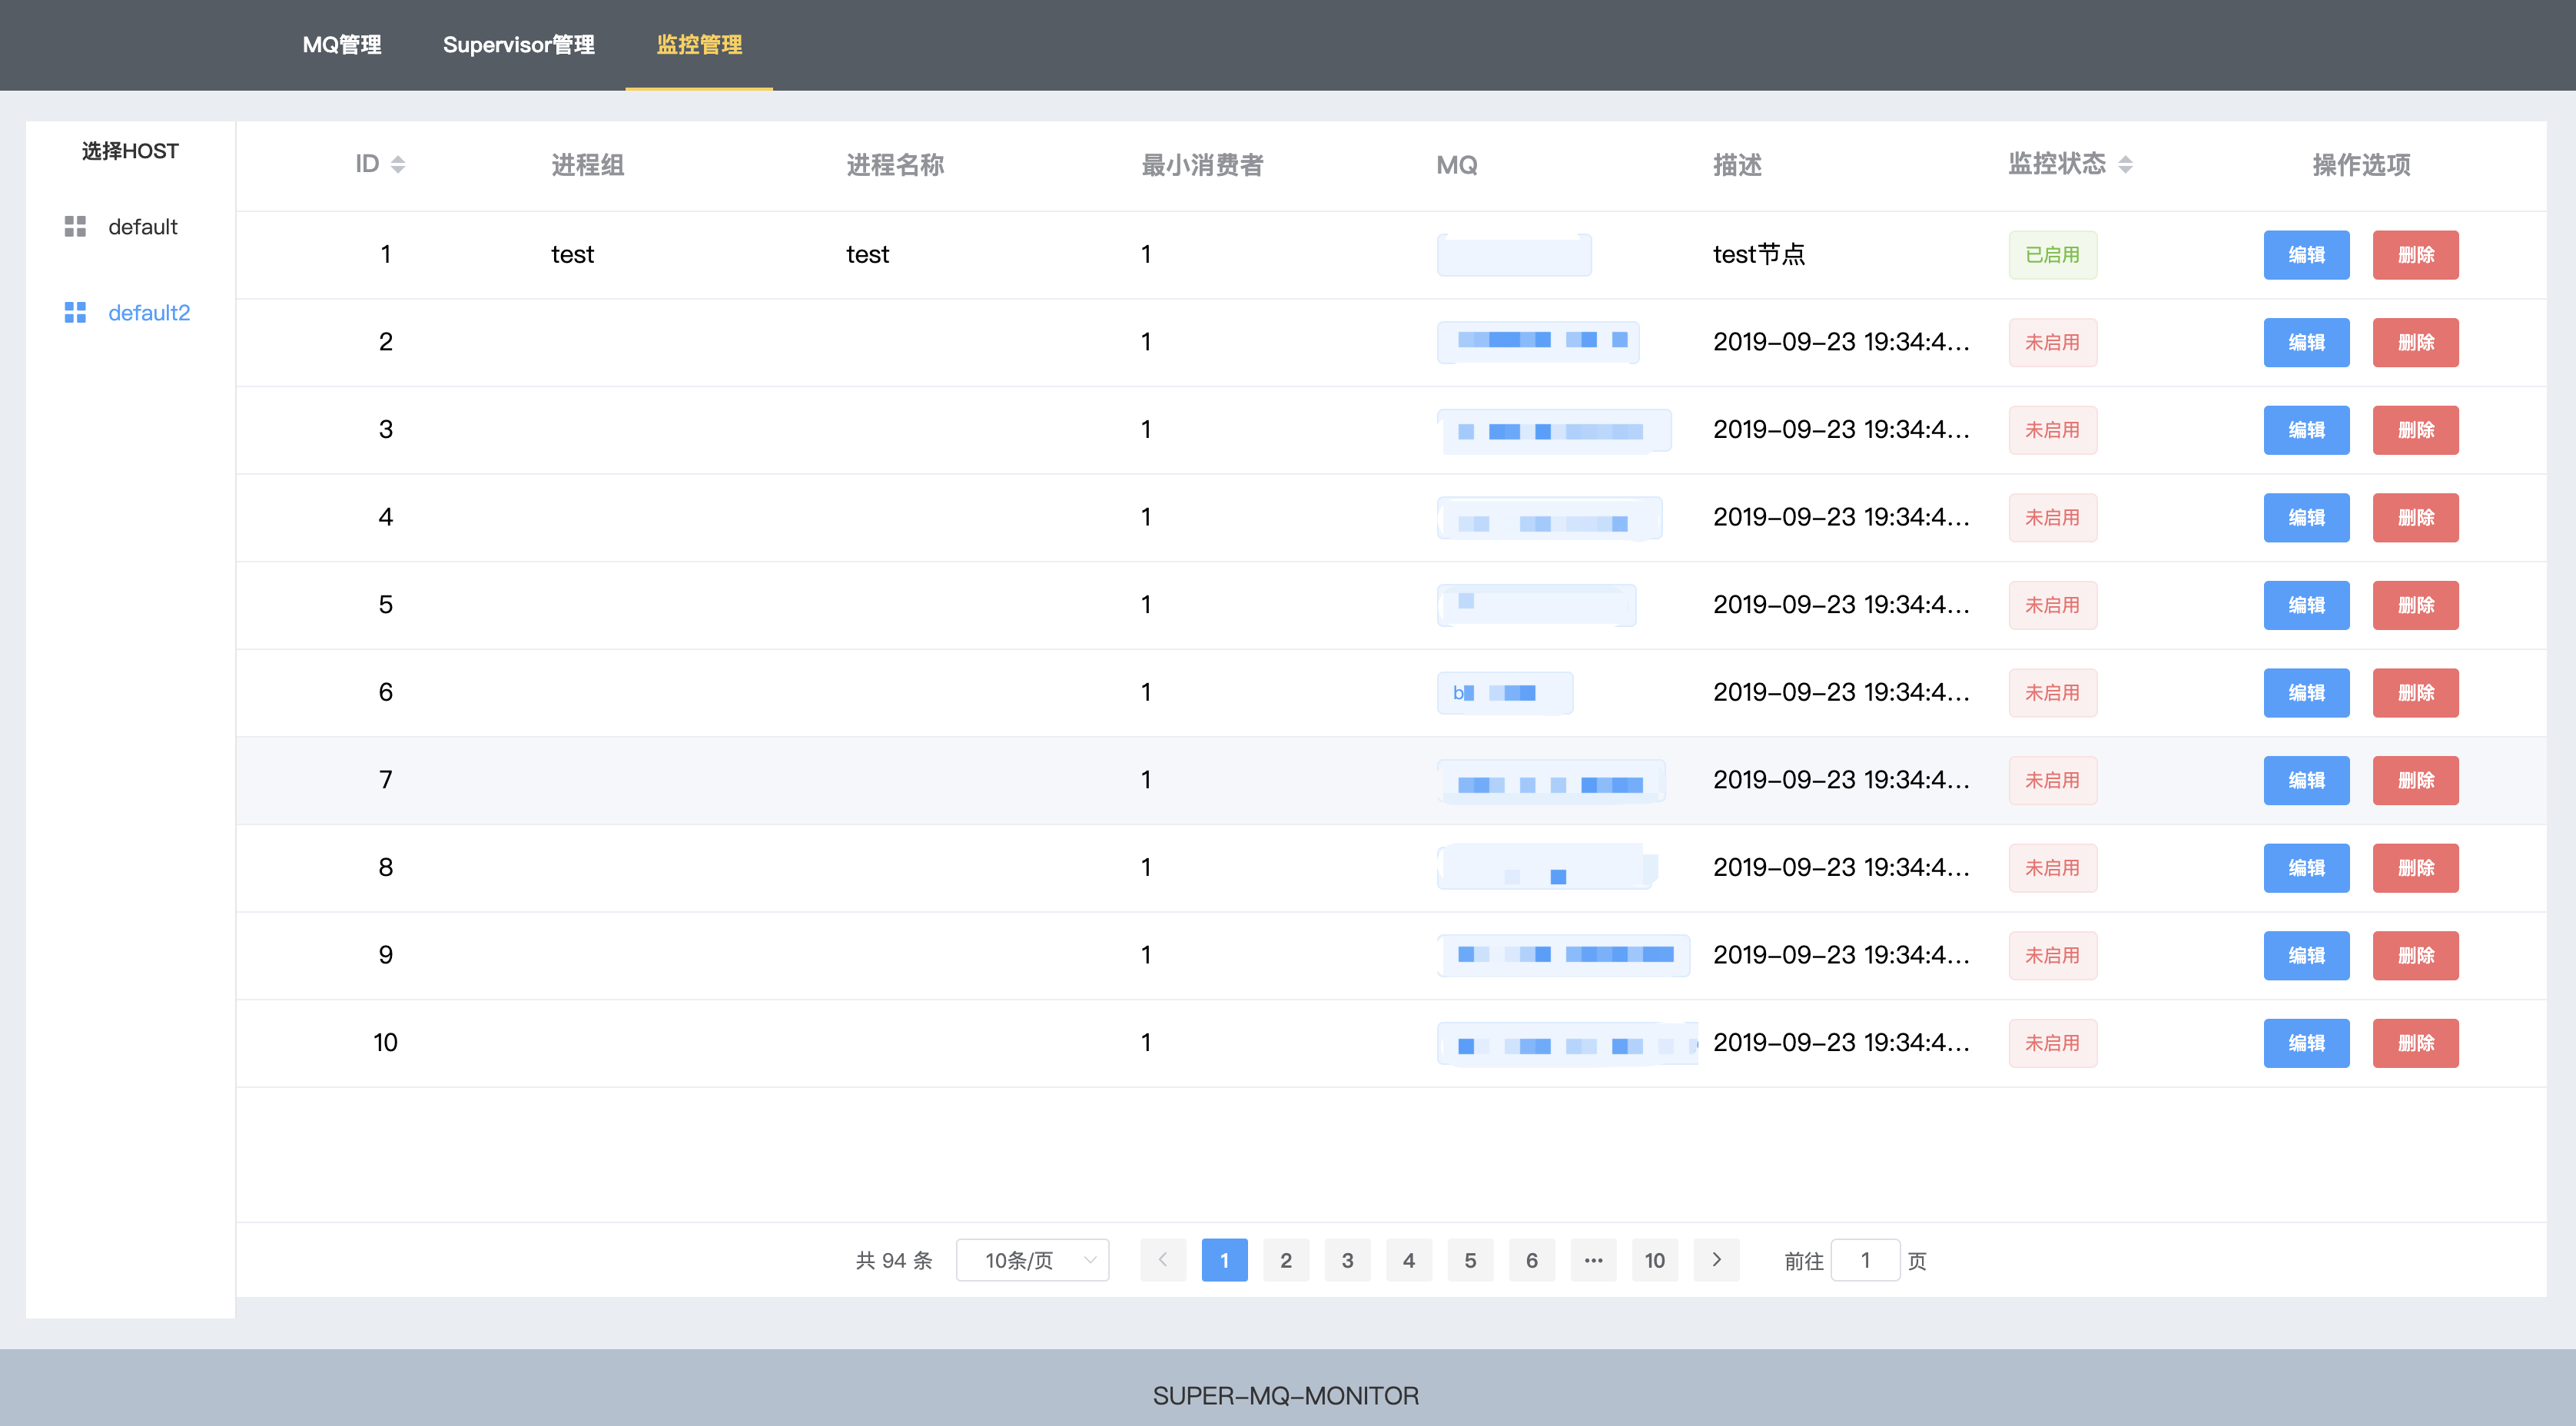 MQ管理 Supervisor管理 监控管理
选择HOST
default
default2
ID 进程组 进程名称 最小消费者 MQ 描述 监控状态 操作选项
1 test test 1 test节点 已启用 编辑 删除
2 1 2019-09-23 19:34:4... 未启用 编辑 删除
3 1 2019-09-23 19:34:4... 未启用 编辑 删除
4 1 2019-09-23 19:34:4... 未启用 编辑 删除
5 1 2019-09-23 19:34:4... 未启用 编辑 删除
6 1 2019-09-23 19:34:4... 未启用 编辑 删除
7 1 2019-09-23 19:34:4... 未启用 编辑 删除
8 1 2019-09-23 19:34:4... 未启用 编辑 删除
9 1 2019-09-23 19:34:4... 未启用 编辑 删除
10 1 2019-09-23 19:34:4... 未启用 编辑 删除
共 94 条 10条/页 1 2 3 4 5 6 ... 10 前往 1 页
SUPER-MQ-MONITOR